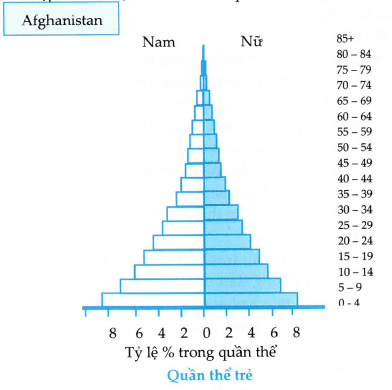 Afghanistan
Nam Nữ
85+
80 – 84
75 – 79
70 – 74
65 – 69
60 – 64
55 – 59
50 – 54
45 – 49
40 – 44
35 – 39
30 – 34
25 – 29
20 – 24
15 – 19
10 – 14
5 – 9
0 - 4
8 6 4 2 0 2 4 6 8
Tỷ lệ % trong quần thể
Quần thể trẻ